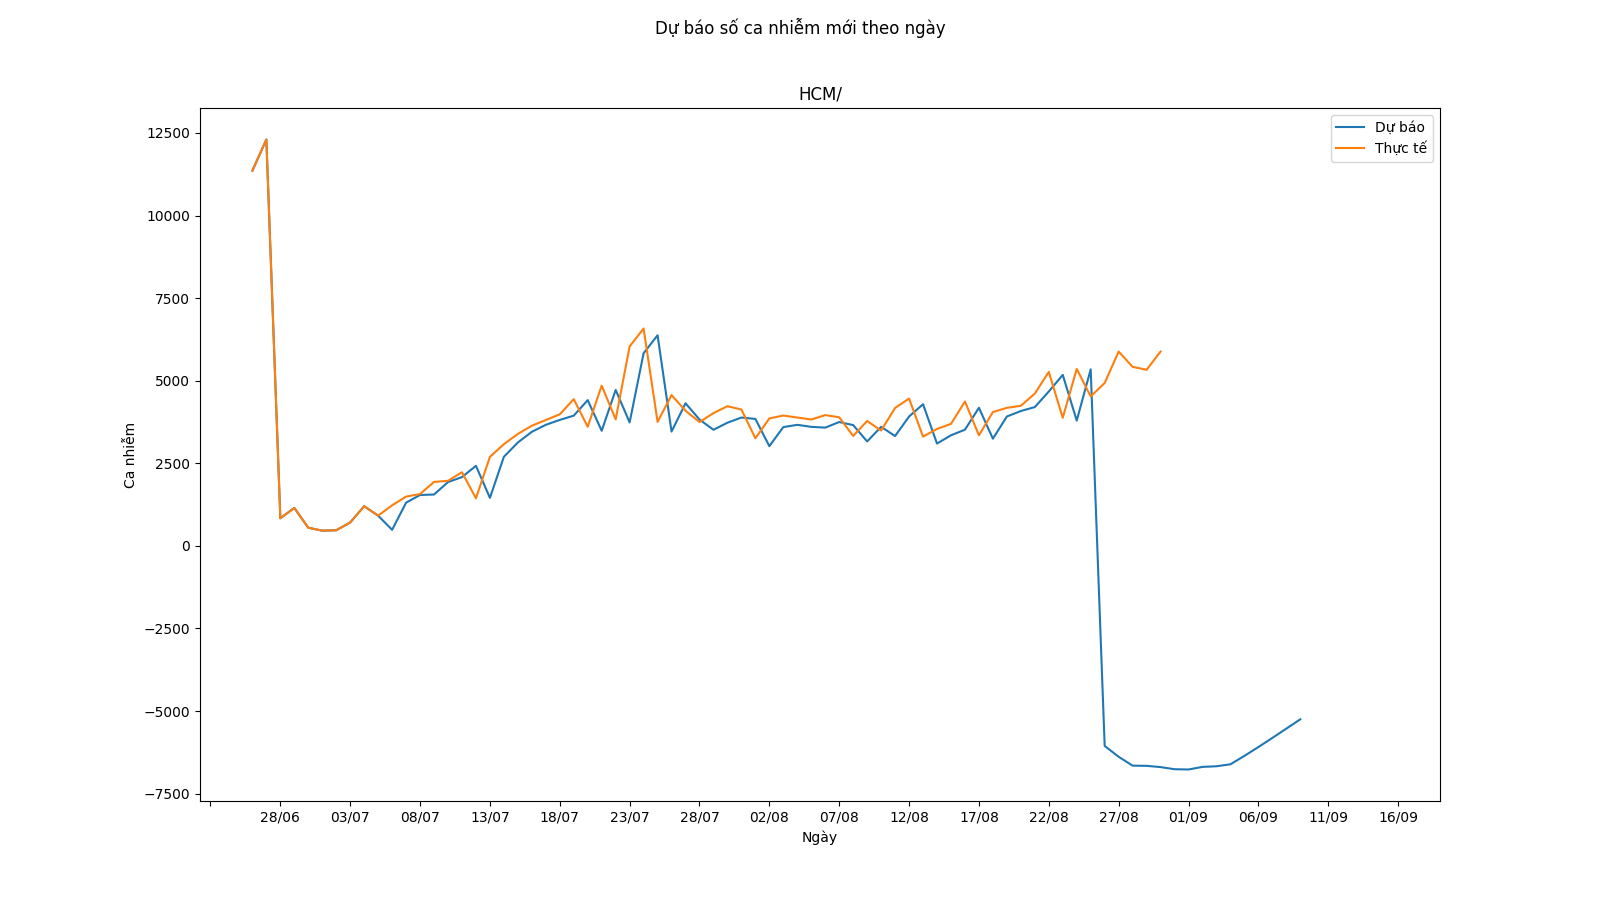 Dự báo số ca nhiễm mới theo ngày
HCM/
Dự báo
Thực tế
12500
10000
7500
5000
2500
0
−2500
−5000
−7500
Ca nhiễm
28/06 03/07 08/07 13/07 18/07 23/07 28/07 02/08 07/08 12/08 17/08 22/08 27/08 01/09 06/09 11/09 16/09
Ngày